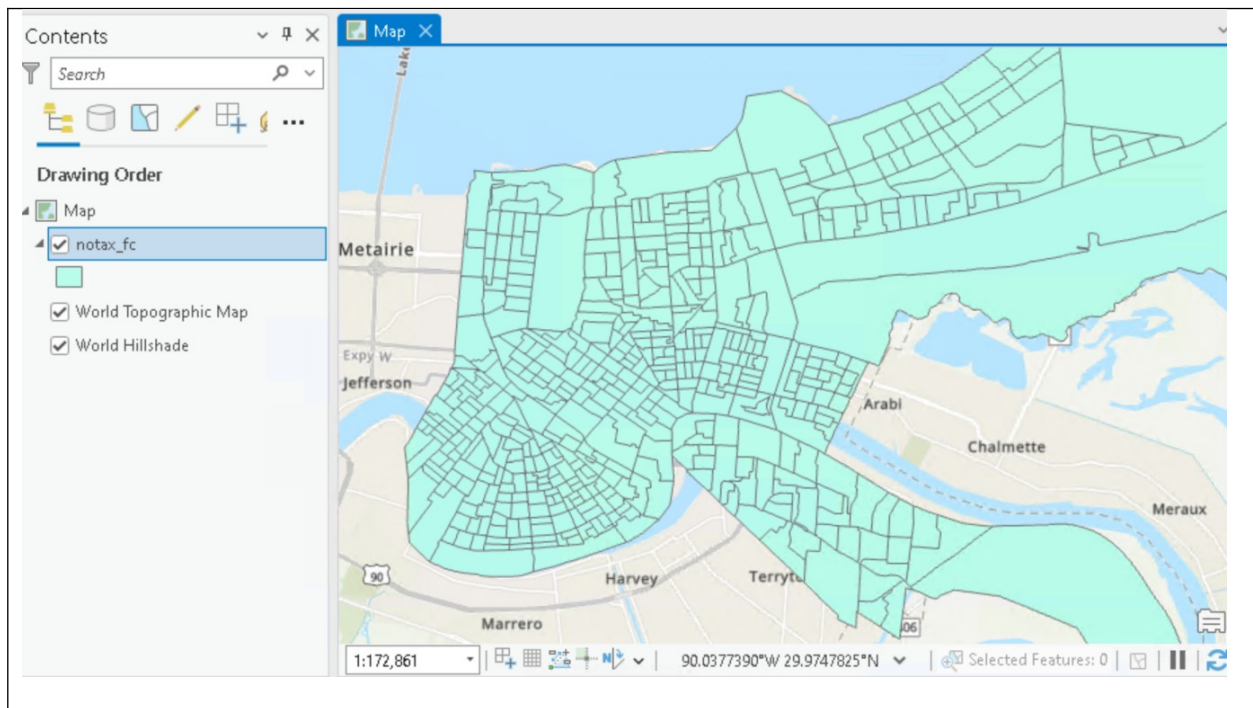 Contents
Search
Drawing Order
Map
notax_fc
World Topographic Map
World Hillshade
Map
Lake
Metairie
Expy W
Jefferson
Arabi
Chalmette
Meraux
90
Harvey
Marrero
1:172,861
90.0377390°W 29.9747825°N
Selected Features: 0